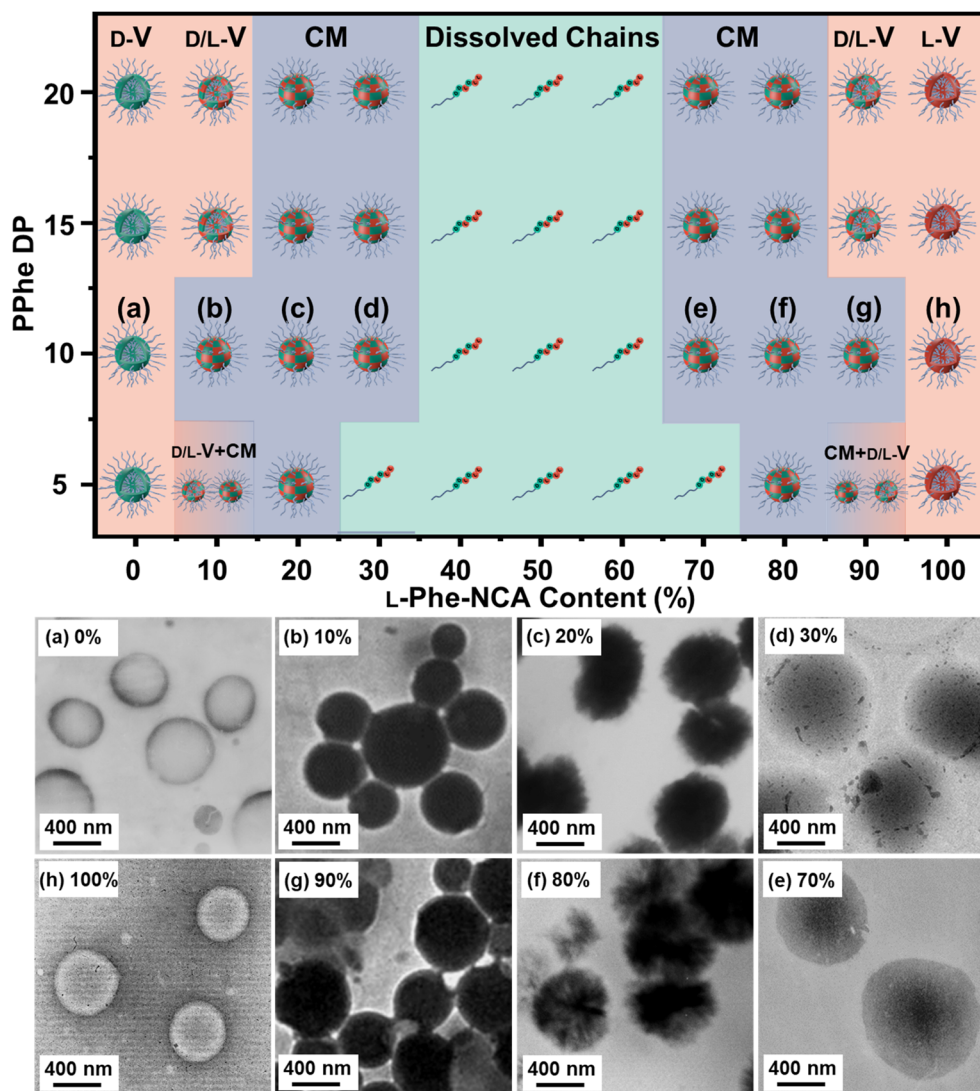 D-V D/L-V CM Dissolved Chains CM D/L-V L-V
20
15
(a) (b) (c) (d) (e) (f) (g) (h)
10
D/L-V+CM CM+D/L-V
5
PPhe DP
0 10 20 30 40 50 60 70 80 90 100
L-Phe-NCA Content (%)
(a) 0% (b) 10% (c) 20% (d) 30%
400 nm 400 nm 400 nm 400 nm
(h) 100% (g) 90% (f) 80% (e) 70%
400 nm 400 nm 400 nm 400 nm